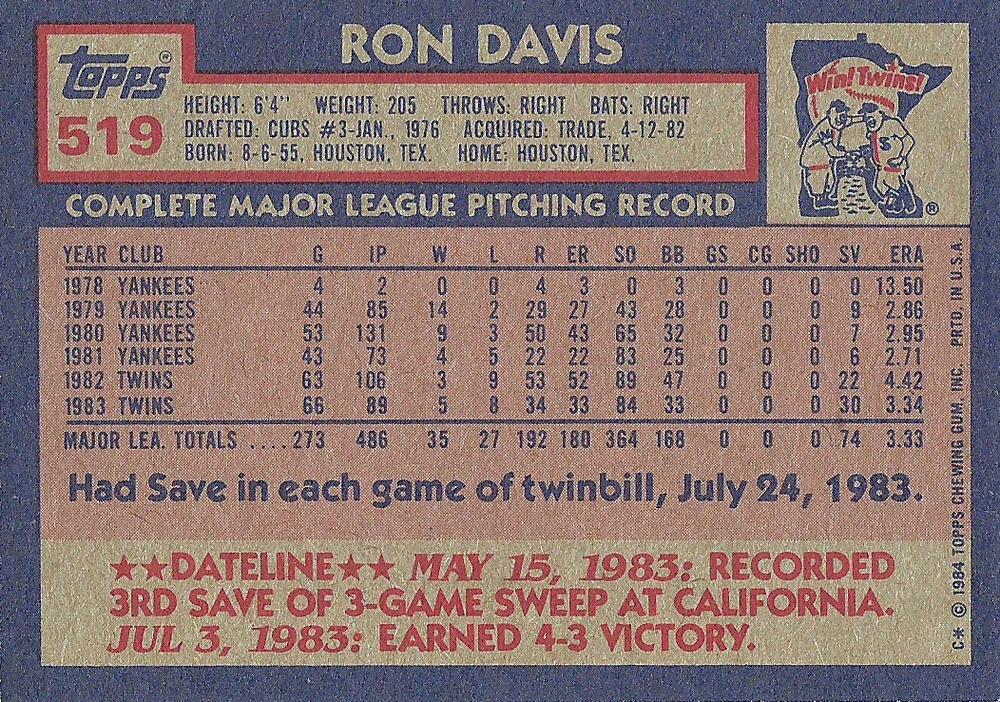 RON DAVIS
Topps®
519
HEIGHT: 6'4" WEIGHT: 205 THROWS: RIGHT BATS: RIGHT
DRAFTED: CUBS #3-JAN., 1976 ACQUIRED: TRADE, 4-12-82
BORN: 8-6-55, HOUSTON, TEX. HOME: HOUSTON, TEX.
Win! Twins!
®
COMPLETE MAJOR LEAGUE PITCHING RECORD
YEAR CLUB G IP W L R ER SO BB GS CG SHO SV ERA
1978 YANKEES 4 2 0 0 4 3 0 3 0 0 0 0 13.50
1979 YANKEES 44 85 14 2 29 27 43 28 0 0 0 9 2.86
1980 YANKEES 53 131 9 3 50 43 65 32 0 0 0 7 2.95
1981 YANKEES 43 73 4 5 22 22 83 25 0 0 0 6 2.71
1982 TWINS 63 106 3 9 53 52 89 47 0 0 0 22 4.42
1983 TWINS 66 89 5 8 34 33 84 33 0 0 0 30 3.34
MAJOR LEA. TOTALS ....273 486 35 27 192 180 364 168 0 0 0 74 3.33
Had Save in each game of twinbill, July 24, 1983.
★★DATELINE★★ MAY 15, 1983: RECORDED
3RD SAVE OF 3-GAME SWEEP AT CALIFORNIA.
JUL 3, 1983: EARNED 4-3 VICTORY.
C* © 1984 TOPPS CHEWING GUM, INC. PRTD. IN U.S.A.